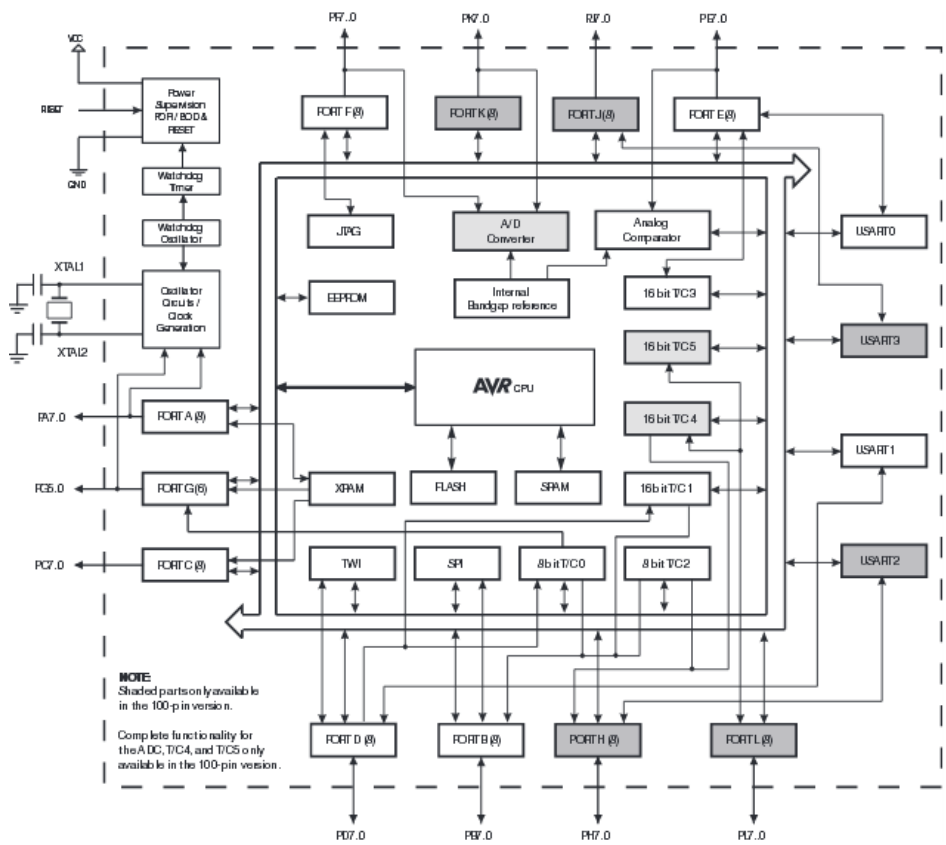 PF7..0
PK7..0
PJ7..0
PE7..0
VCC
RESET
GND
Power
Supervision
POR / BOD &
RESET
PORT F (8)
PORT K (8)
PORT J (8)
PORT E (8)
Watchdog
Timer
Watchdog
Oscillator
JTAG
A/D
Converter
Analog
Comparator
USART0
XTAL1
XTAL2
Oscillator
Circuits /
Clock
Generation
EEPROM
Internal
Bandgap reference
16 bit T/C3
16 bit T/C5
USART3
AVR CPU
PA7..0
PORT A (8)
16 bit T/C4
USART1
PG5..0
PORT G (6)
XRAM
FLASH
SRAM
16 bit T/C1
PC7..0
PORT C (8)
TWI
SPI
8 bit T/C0
8 bit T/C2
USART2
NOTE:
Shaded parts only available
in the 100-pin version.
Complete functionality for
the ADC, T/C4, and T/C5 only
available in the 100-pin version.
PORT D (8)
PORT B (8)
PORT H (8)
PORT L (8)
PD7..0
PB7..0
PH7..0
PL7..0